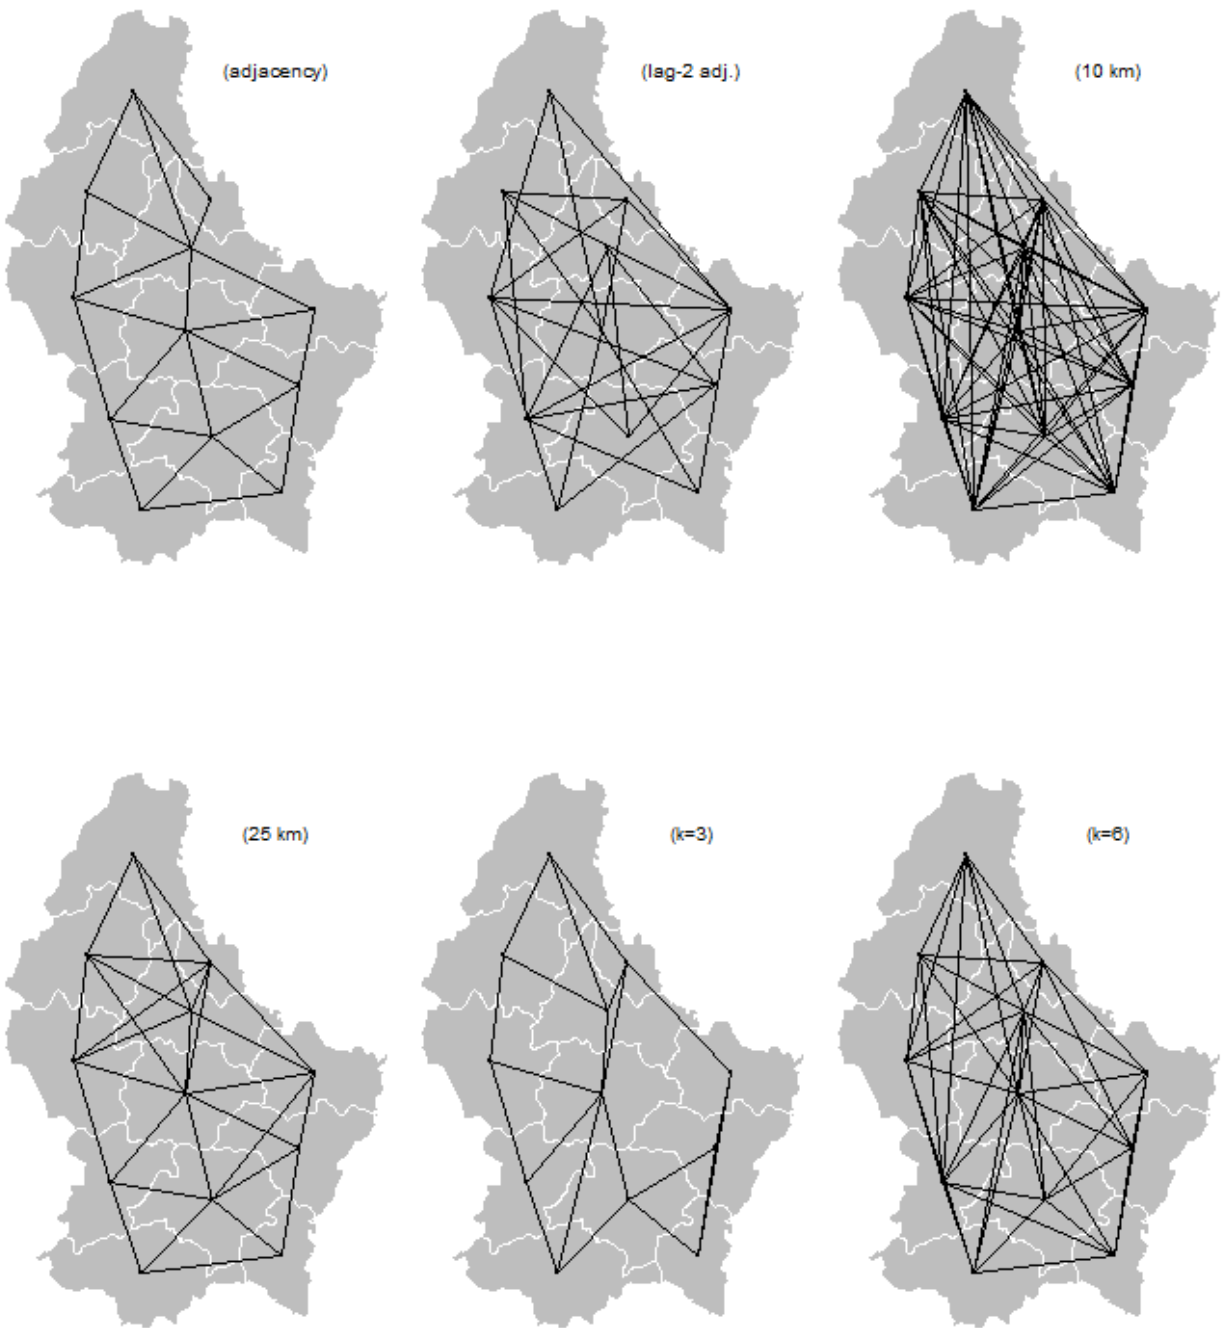 (adjacency)
(lag-2 adj.)
(10 km)
(25 km)
(k=3)
(k=6)